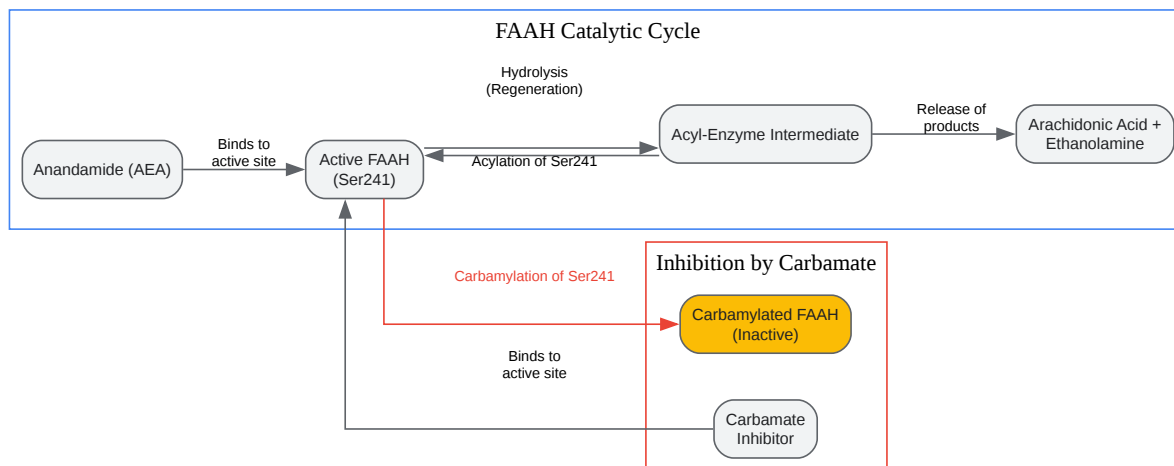 FAAH Catalytic Cycle
Hydrolysis
(Regeneration)
Anandamide (AEA)
Binds to
active site
Active FAAH
(Ser241)
Acylation of Ser241
Acyl-Enzyme Intermediate
Release of
products
Arachidonic Acid +
Ethanolamine
Inhibition by Carbamate
Carbamylation of Ser241
Carbamylated FAAH
(Inactive)
Binds to
active site
Carbamate
Inhibitor